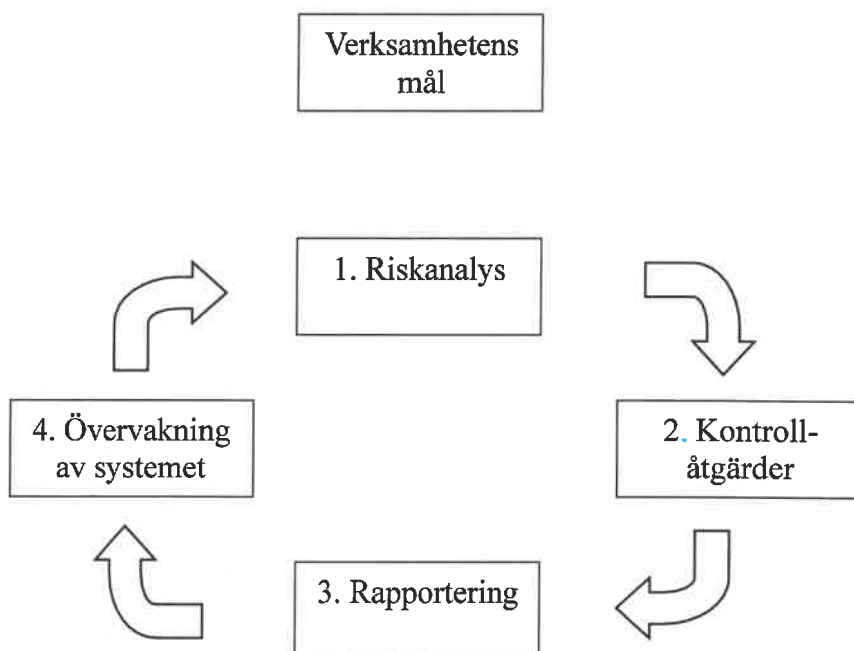 Verksamhetens
mål
1. Riskanalys
2. Kontroll-
åtgärder
3. Rapportering
4. Övervakning
av systemet